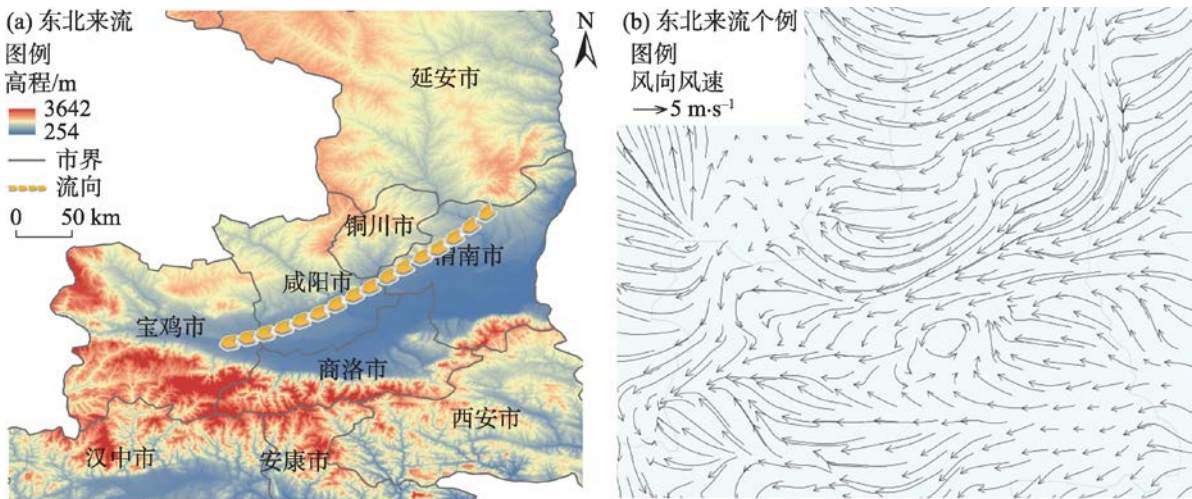 (a) 东北来流
图例
高程/m
3642
254
市界
流向
0 50 km
N
延安市
铜川市
渭南市
咸阳市
宝鸡市
商洛市
西安市
汉中市
安康市
(b) 东北来流个例
图例
风向风速
5 m·s⁻¹